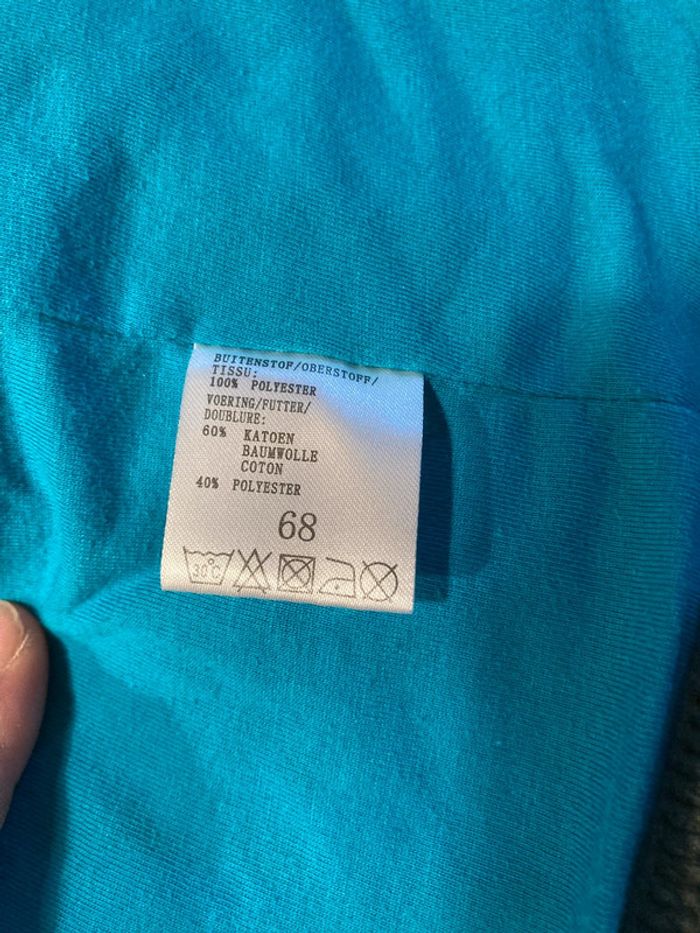 BUITENSTOF/OBERSTOFF/
TISSU:
100% POLYESTER
VOERING/FUTTER/
DOUBLURE:
60% KATOEN
BAUMWOLLE
COTON
40% POLYESTER
68
30°C